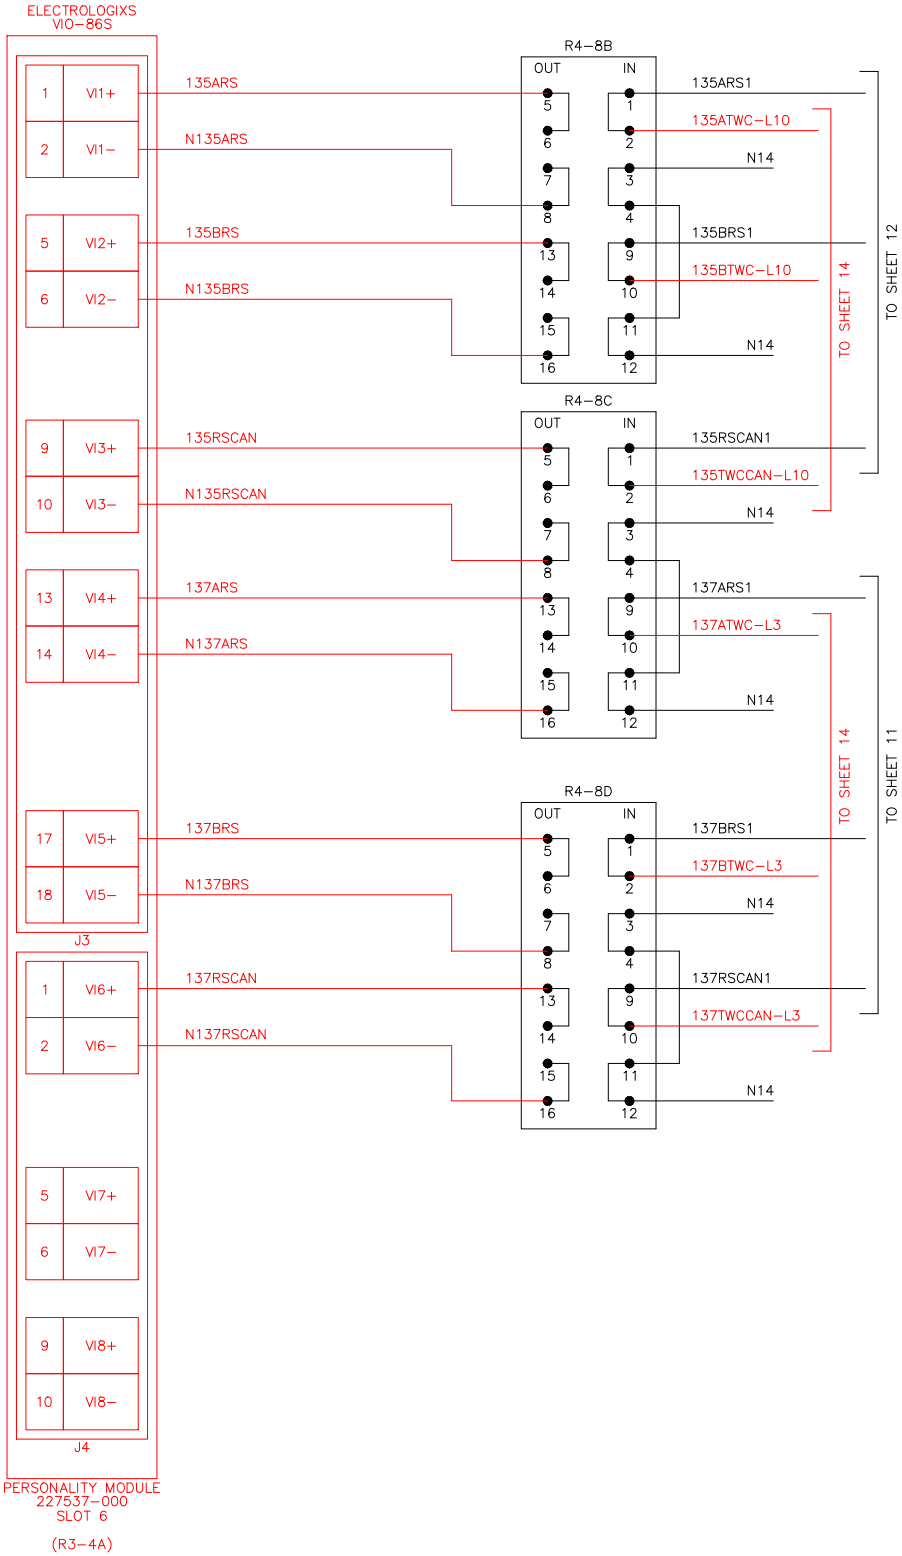 ELECTROLOGIXS
VIO-86S
1 VI1+
2 VI1-
5 VI2+
6 VI2-
9 VI3+
10 VI3-
13 VI4+
14 VI4-
17 VI5+
18 VI5-
J3
1 VI6+
2 VI6-
5 VI7+
6 VI7-
9 VI8+
10 VI8-
J4
PERSONALITY MODULE
227537-000
SLOT 6
(R3-4A)
135ARS
N135ARS
135BRS
N135BRS
135RSCAN
N135RSCAN
137ARS
N137ARS
137BRS
N137BRS
137RSCAN
N137RSCAN
R4-8B
OUT IN
5 1
6 2
7 3
8 4
13 9
14 10
15 11
16 12
135ARS1
135ATWC-L10
N14
135BRS1
135BTWC-L10
N14
R4-8C
OUT IN
5 1
6 2
7 3
8 4
13 9
14 10
15 11
16 12
135RSCAN1
135TWCCAN-L10
N14
137ARS1
137ATWC-L3
N14
R4-8D
OUT IN
5 1
6 2
7 3
8 4
13 9
14 10
15 11
16 12
137BRS1
137BTWC-L3
N14
137RSCAN1
137TWCCAN-L3
N14
TO SHEET 14
TO SHEET 12
TO SHEET 14
TO SHEET 11